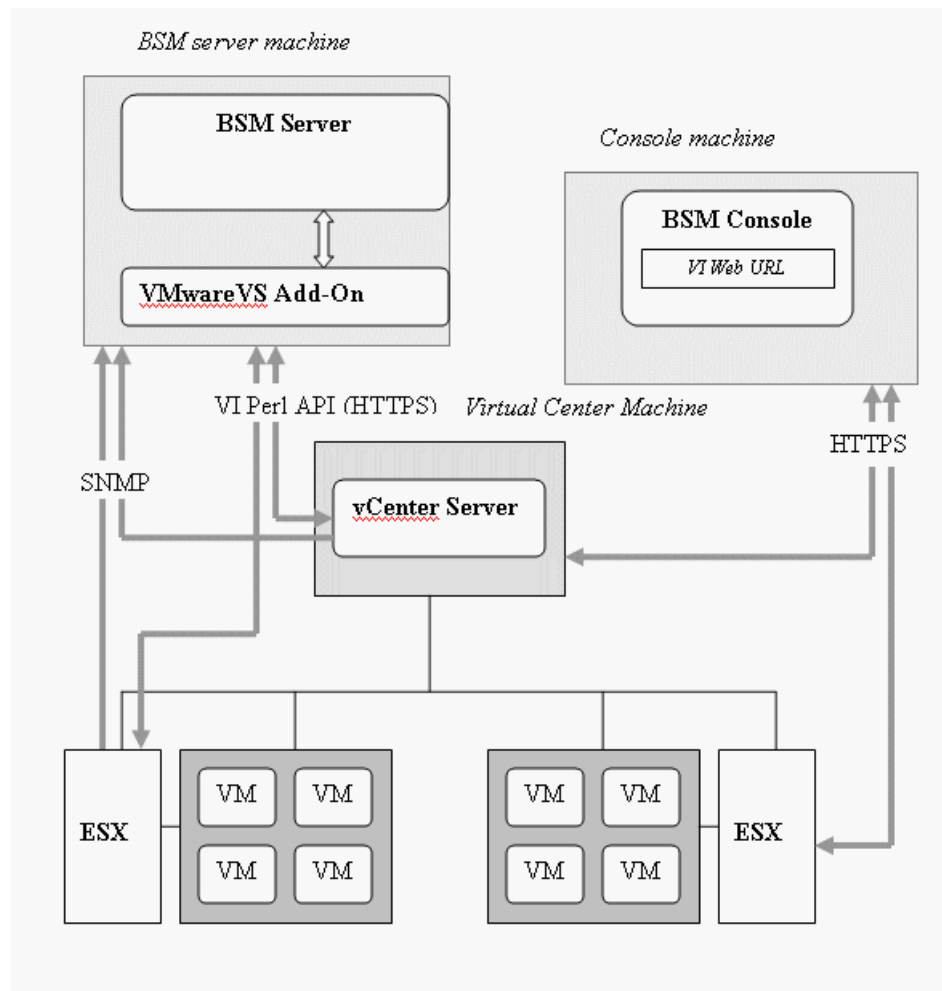 BSM server machine
BSM Server
VMwareVS Add-On
Console machine
BSM Console
VI Web URL
VI Perl API (HTTPS)
Virtual Center Machine
HTTPS
SNMP
vCenter Server
VM VM
VM VM
ESX
VM VM
VM VM
ESX